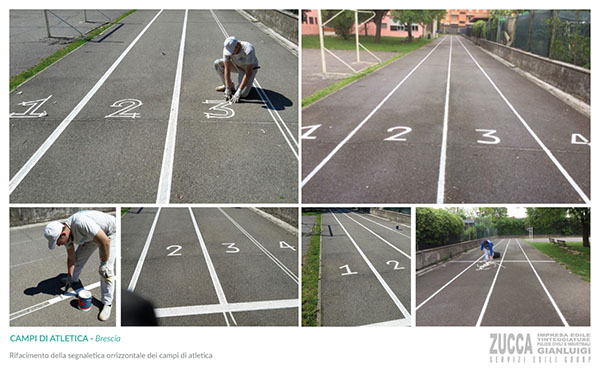 1 2 3
1 2 3 4
2 3 4
1 2
CAMPI DI ATLETICA - Brescia
Rifacimento della segnaletica orrizzontale dei campi di atletica
ZUCCA
GIANLUIGI
IMPRESA EDILE
TINTEGGIATURE
PULIZIE CIVILI & INDUSTRIALI
SERVIZI EDILI GROUP